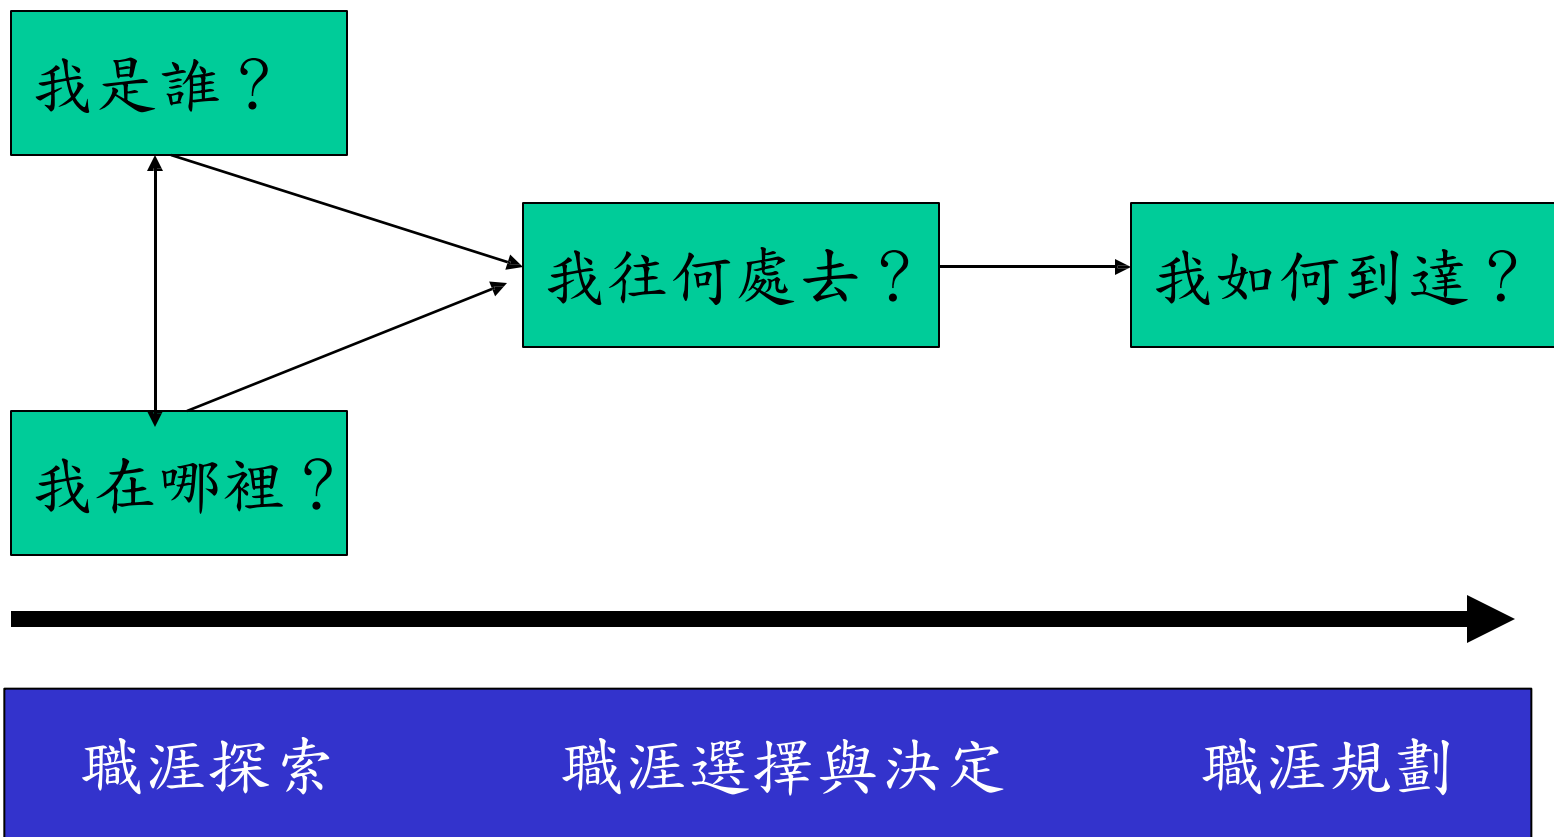 我是誰？
我往何處去？
我如何到達？
我在哪裡？
職涯探索
職涯選擇與決定
職涯規劃